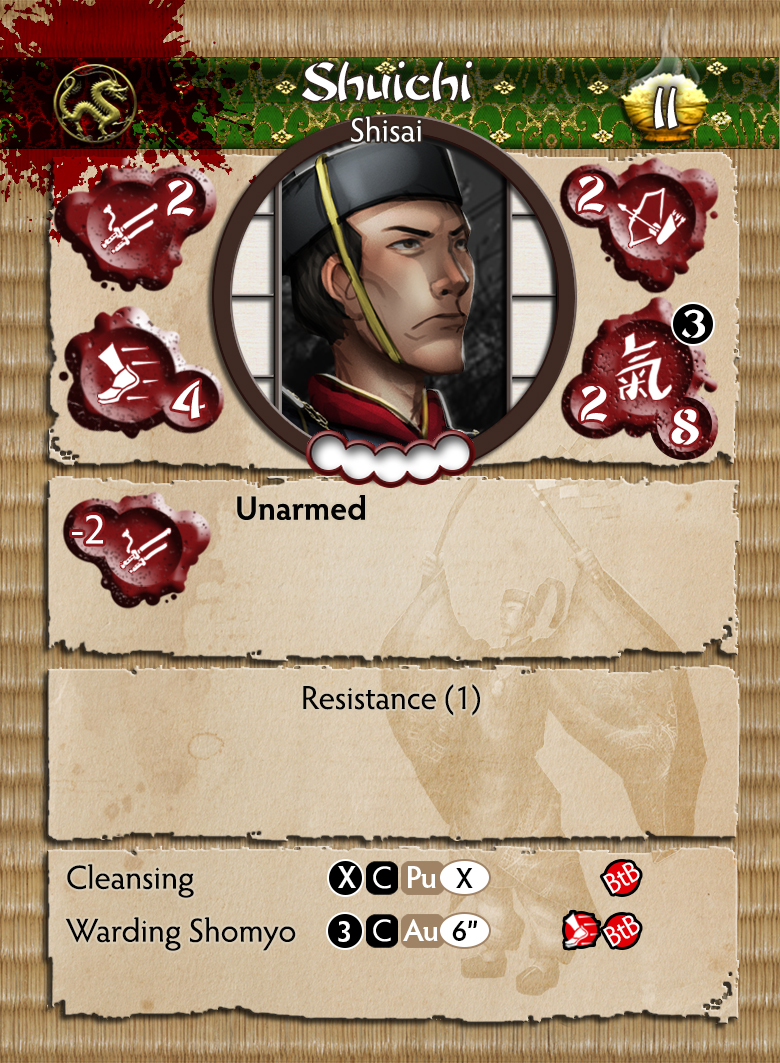 Shuichi
11
Shisai
2
2
4
3
氣
2
8
-2
Unarmed
Resistance (1)
Cleansing X C Pu X BtB
Warding Shomyo 3 C Au 6" BtB